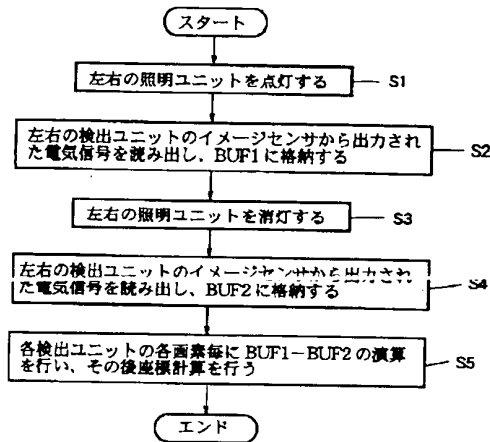 スタート
左右の照明ユニットを点灯する
S1
左右の検出ユニットのイメージセンサから出力され
た電気信号を読み出し、BUF1に格納する
S2
左右の照明ユニットを消灯する
S3
左右の検出ユニットのイメージセンサから出力され
た電気信号を読み出し、BUF2に格納する
S4
各検出ユニットの各画素毎にBUF1−BUF2の演算
を行い、その後座標計算を行う
S5
エンド